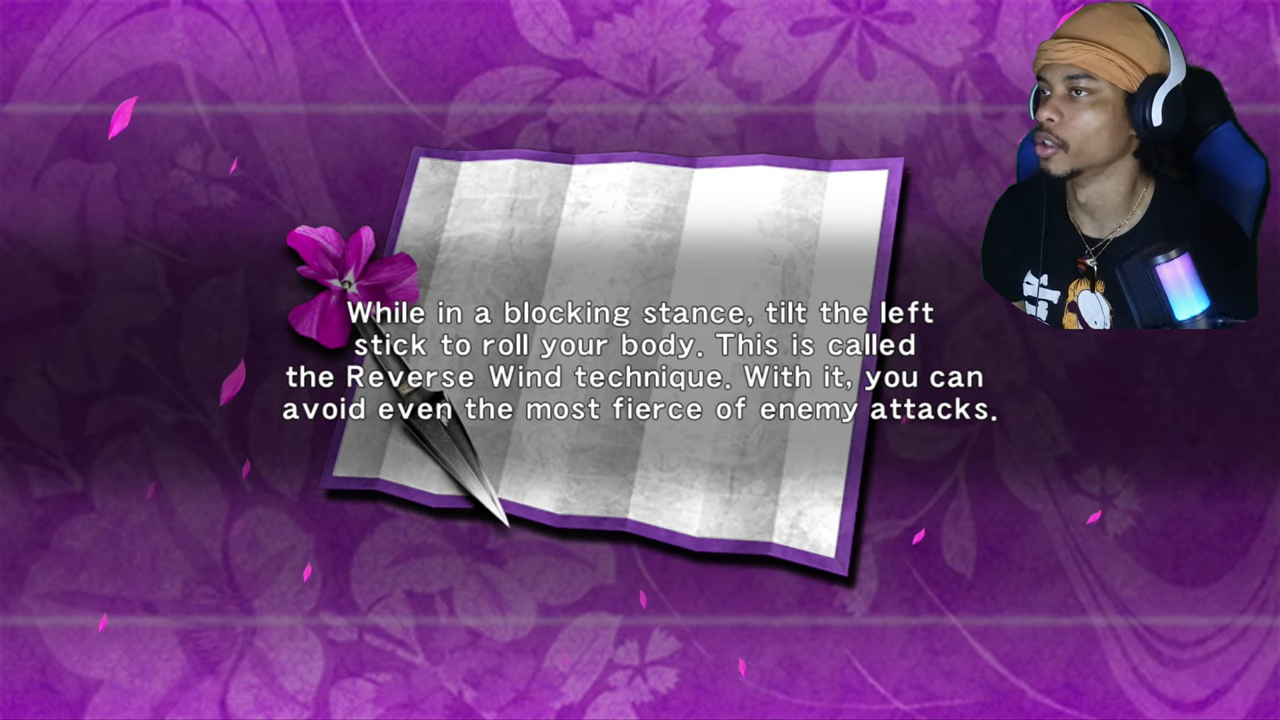 While in a blocking stance, tilt the left
stick to roll your body. This is called
the Reverse Wind technique. With it, you can
avoid even the most fierce of enemy attacks.